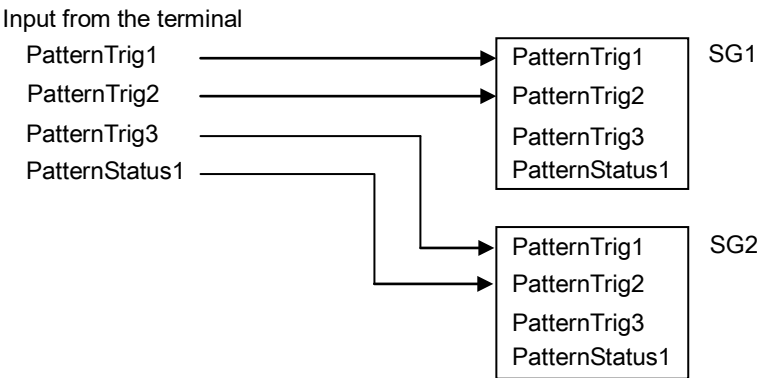 Input from the terminal
PatternTrig1
PatternTrig2
PatternTrig3
PatternStatus1
PatternTrig1
PatternTrig2
PatternTrig3
PatternStatus1
SG1
PatternTrig1
PatternTrig2
PatternTrig3
PatternStatus1
SG2